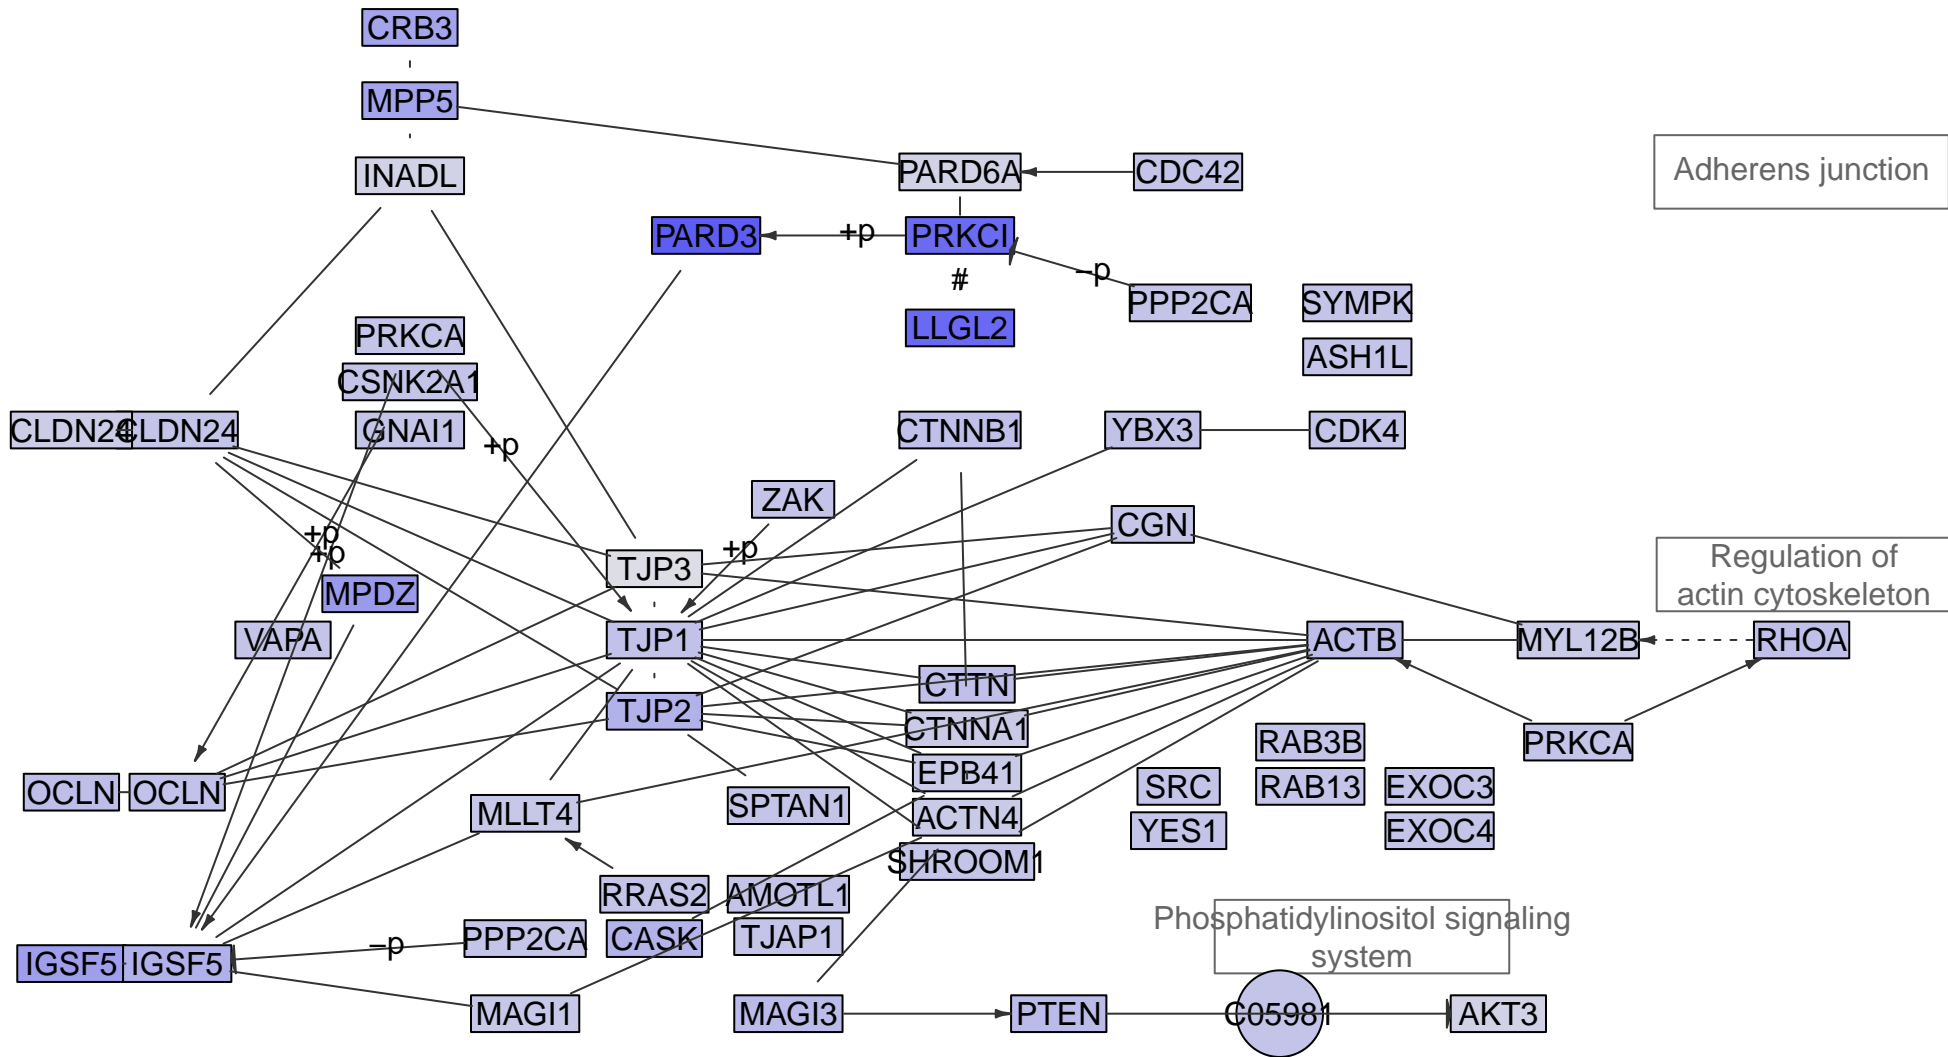 CRB3
MPP5
INADL
PARD6A
CDC42
Adherens junction
PARD3
+p
PRKCI
#
−p
PPP2CA
SYMPK
LLGL2
PRKCA
ASH1L
CSNK2A1
CLDN24
CLDN24
GNAI1
+p
CTNNB1
YBX3
CDK4
ZAK
CGN
+p
+p
+p
TJP3
Regulation of
actin cytoskeleton
MPDZ
VAPA
TJP1
ACTB
MYL12B
RHOA
CTTN
TJP2
CTNNA1
RAB3B
PRKCA
EPB41
OCLN
OCLN
SRC
RAB13
EXOC3
MLLT4
SPTAN1
ACTN4
YES1
EXOC4
SHROOM1
RRAS2
AMOTL1
Phosphatidylinositol signaling
system
PPP2CA
CASK
TJAP1
−p
IGSF5
IGSF5
MAGI1
MAGI3
PTEN
C05981
AKT3